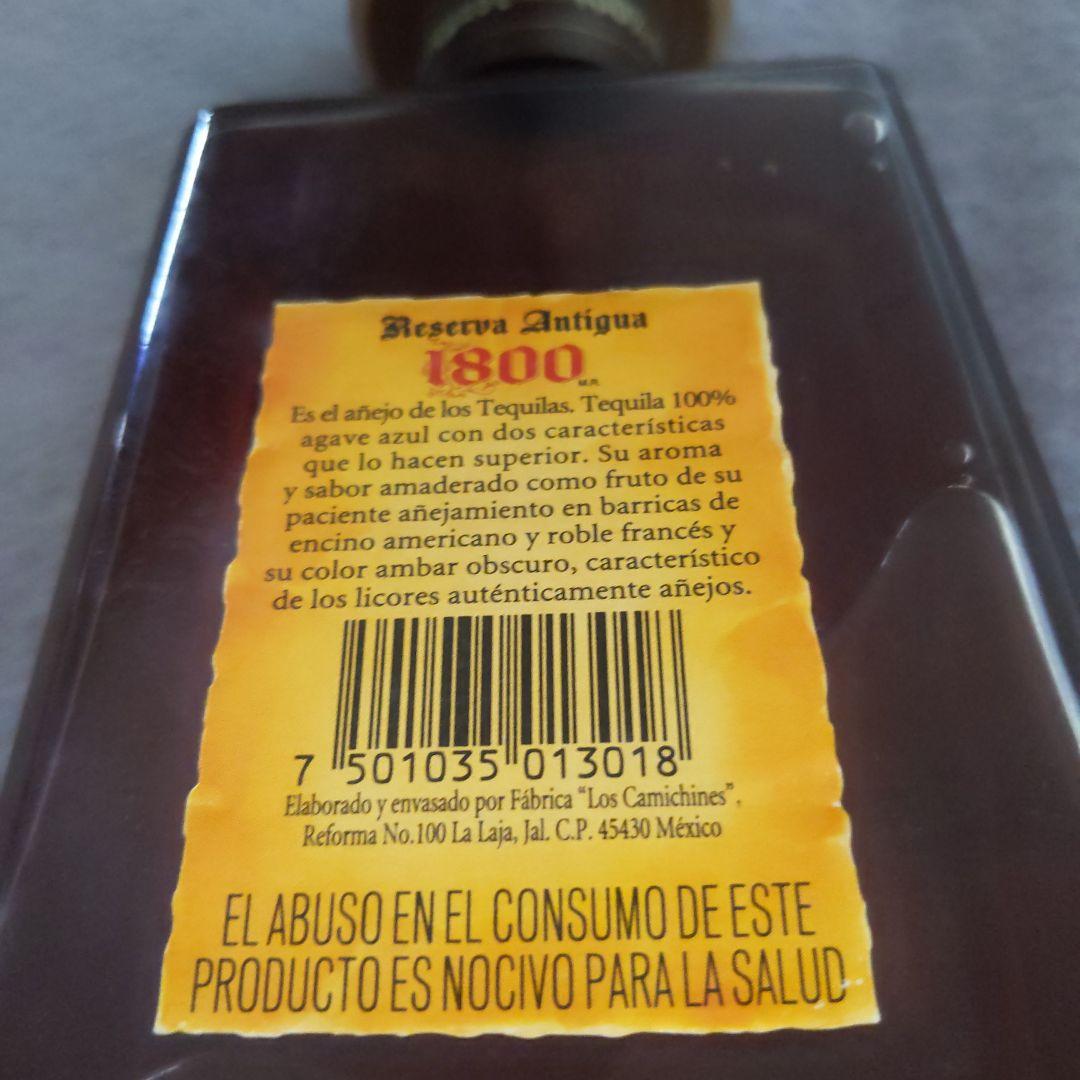 Reserva Antigua
1800
M.R.
Es el añejo de los Tequilas. Tequila 100%
agave azul con dos características
que lo hacen superior. Su aroma
y sabor amaderado como fruto de su
paciente añejamiento en barricas de
encino americano y roble francés y
su color ambar obscuro, característico
de los licores auténticamente añejos.
7 501035 013018
Elaborado y envasado por Fábrica "Los Camichines",
Reforma No.100 La Laja, Jal. C.P. 45430 México
EL ABUSO EN EL CONSUMO DE ESTE
PRODUCTO ES NOCIVO PARA LA SALUD